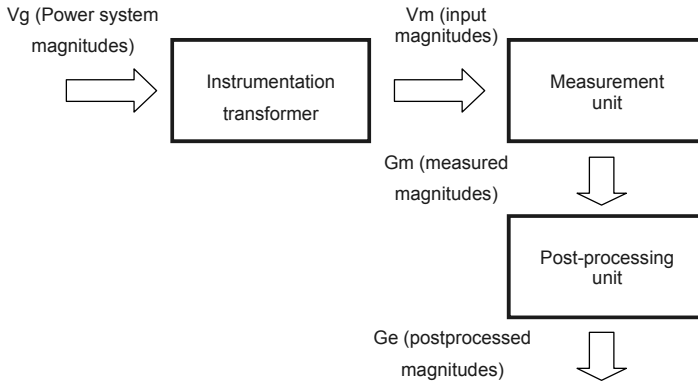 Vg (Power system
magnitudes)
Vm (input
magnitudes)
Instrumentation
transformer
Measurement
unit
Gm (measured
magnitudes)
Post-processing
unit
Ge (postprocessed
magnitudes)